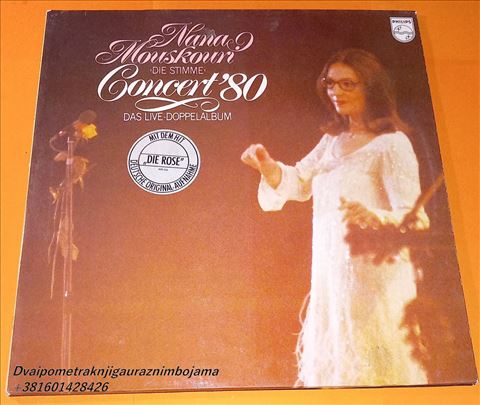 Nana
Mouskouri
·DIE STIMME·
Concert '80
DAS LIVE-DOPPELALBUM
PHILIPS
MIT DEM HIT
„DIE ROSE”
DEUTSCHE ORIGINAL AUFNAHME
Dvaipometraknjigauraznimbojama
+381601428426